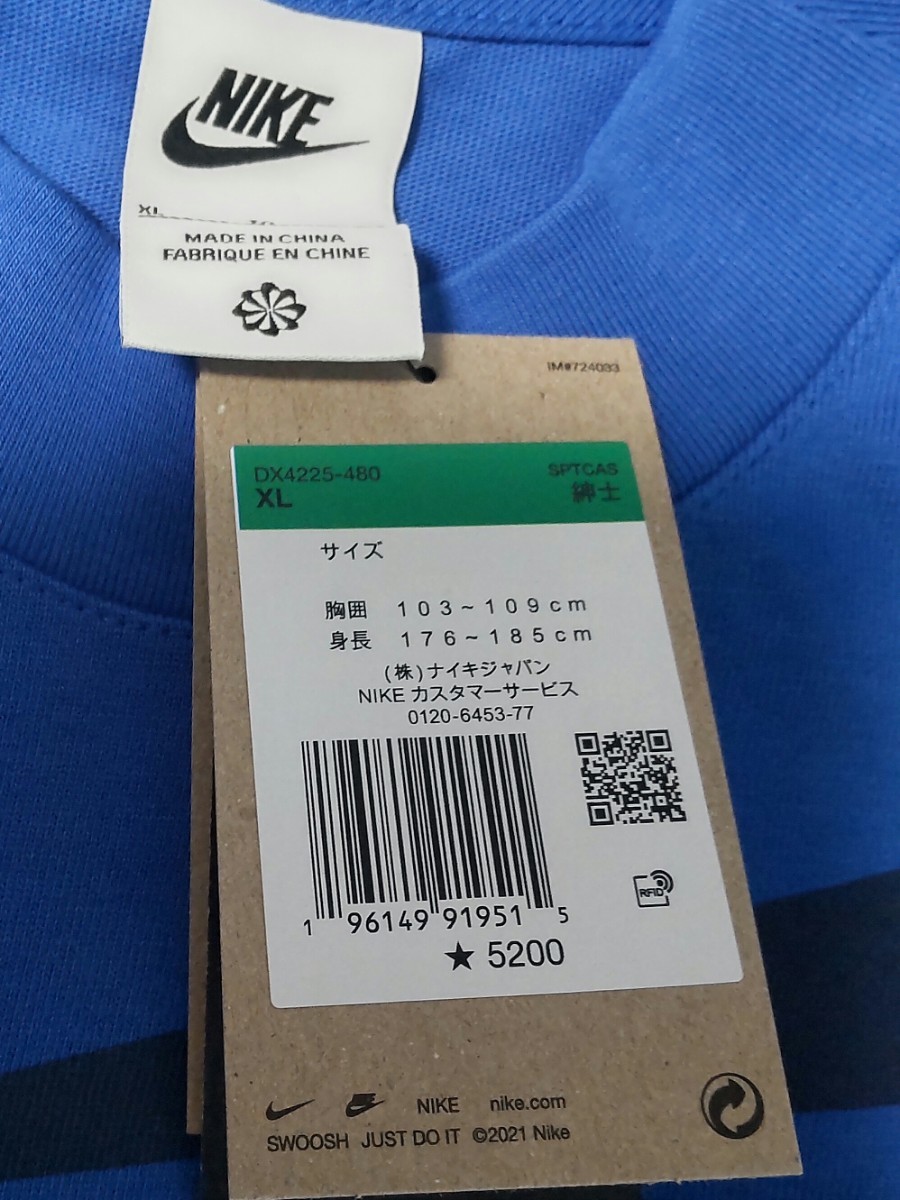 NIKE
XL
MADE IN CHINA
FABRIQUE EN CHINE
IM#724033
DX4225-480 SPTCAS
XL 紳士
サイズ
胸囲 103~109cm
身長 176~185cm
(株)ナイキジャパン
NIKE カスタマーサービス
0120-6453-77
1 96149 91951 5
RFID
★ 5200
NIKE nike.com
SWOOSH JUST DO IT ©2021 Nike